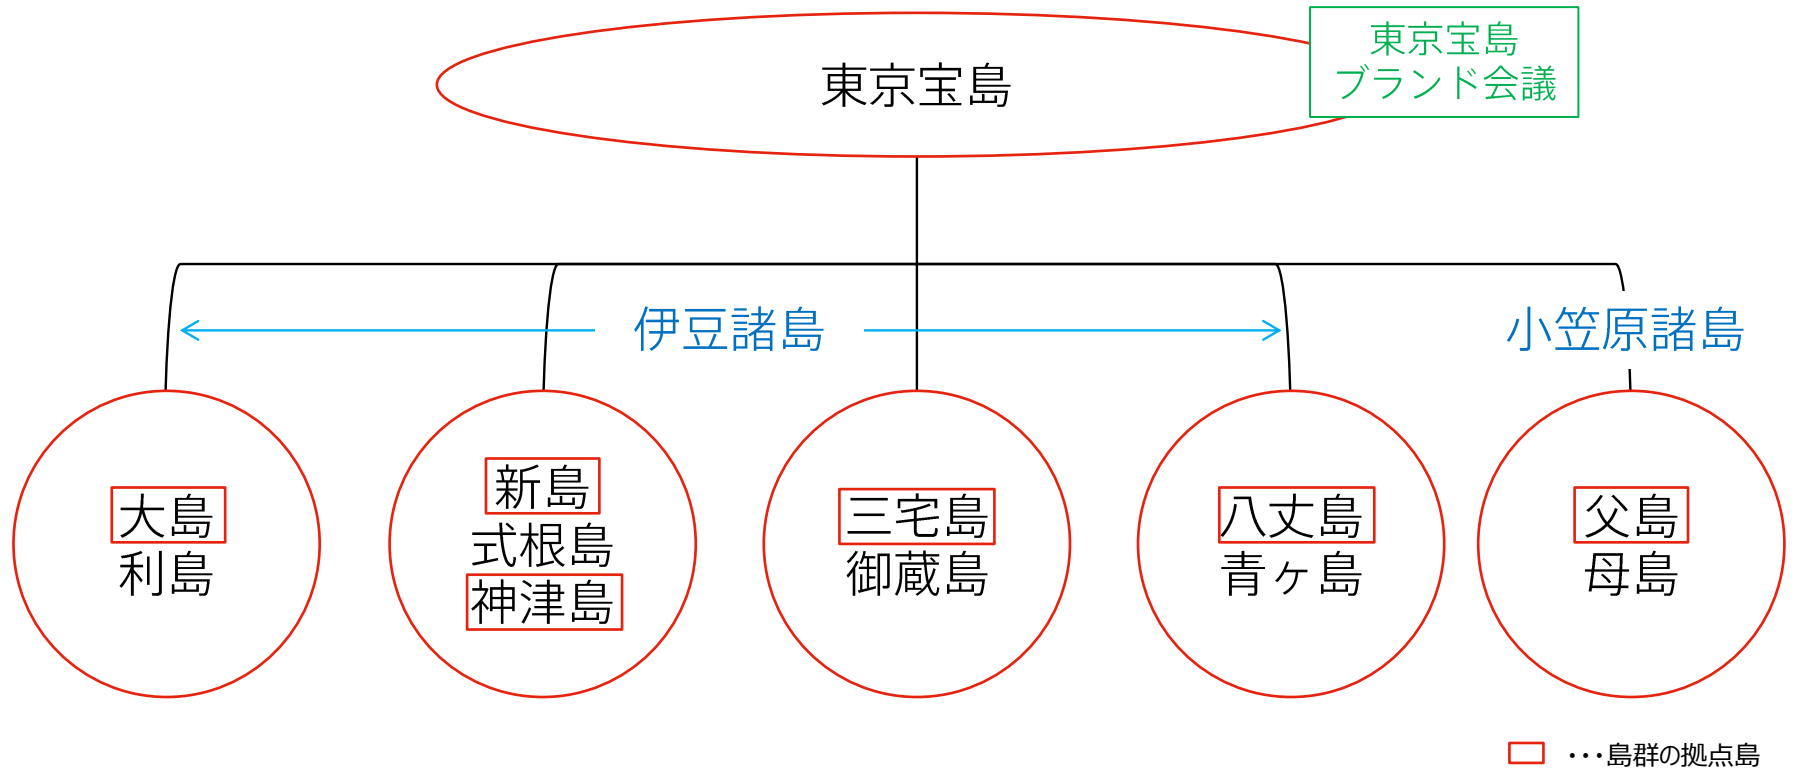 東京宝島
東京宝島
ブランド会議
伊豆諸島
小笠原諸島
大島
利島
新島
式根島
神津島
三宅島
御蔵島
八丈島
青ヶ島
父島
母島
・・・島群の拠点島